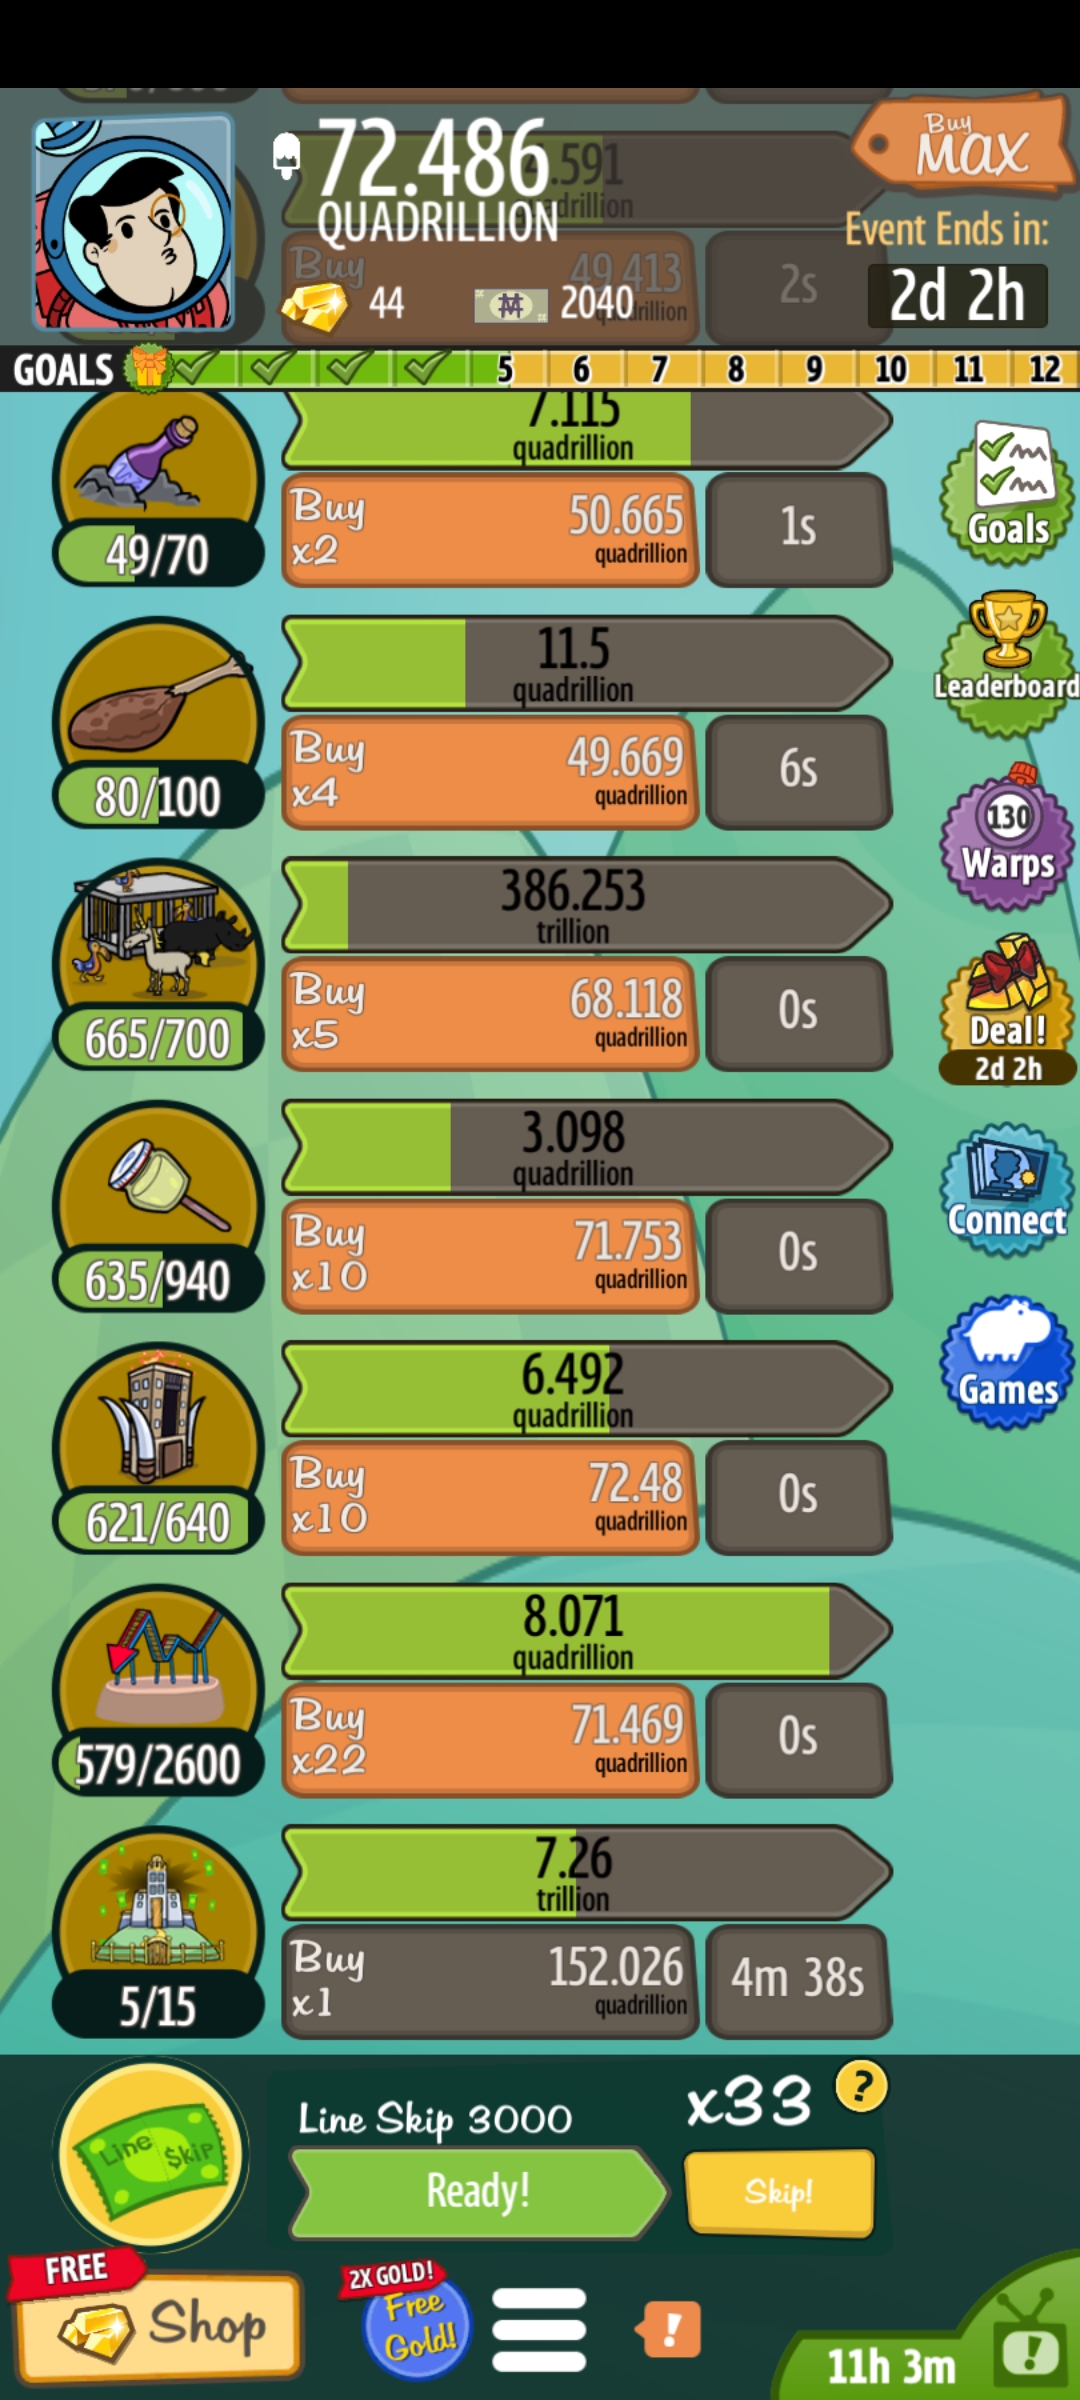 72.486
QUADRILLION
Buy
MAX
Event Ends in:
2d 2h
.591
Buy
49.413
2s
44
2040
GOALS
5 6 7 8 9 10 11 12
7.115
quadrillion
49/70
Buy
x2
50.665
quadrillion
1s
Goals
11.5
quadrillion
80/100
Buy
x4
49.669
quadrillion
6s
Leaderboard
130
Warps
386.253
trillion
665/700
Buy
x5
68.118
quadrillion
0s
Deal!
2d 2h
3.098
quadrillion
635/940
Buy
x10
71.753
quadrillion
0s
Connect
6.492
quadrillion
621/640
Buy
x10
72.48
quadrillion
0s
Games
8.071
quadrillion
579/2600
Buy
x22
71.469
quadrillion
0s
7.26
trillion
5/15
Buy
x1
152.026
quadrillion
4m 38s
Line $kip
Line Skip 3000
x33
?
Ready!
Skip!
FREE
Shop
2X GOLD!
Free
Gold!
!
11h 3m
!